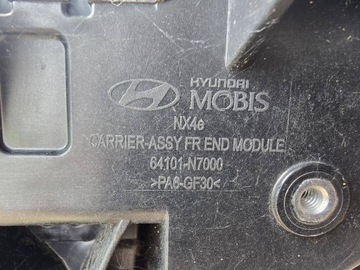 HYUNDAI
MOBIS
NX4e
CARRIER-ASSY FR END MODULE
64101-N7000
>PA6-GF30<